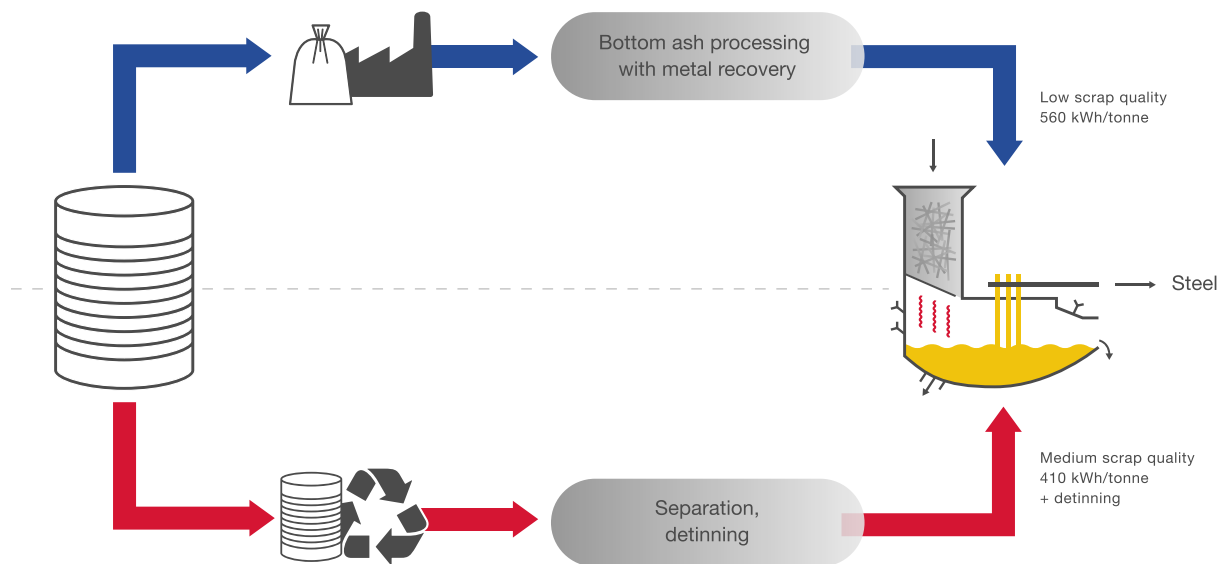 Bottom ash processing
with metal recovery
Low scrap quality
560 kWh/tonne
Steel
Medium scrap quality
410 kWh/tonne
+ detinning
Separation,
detinning